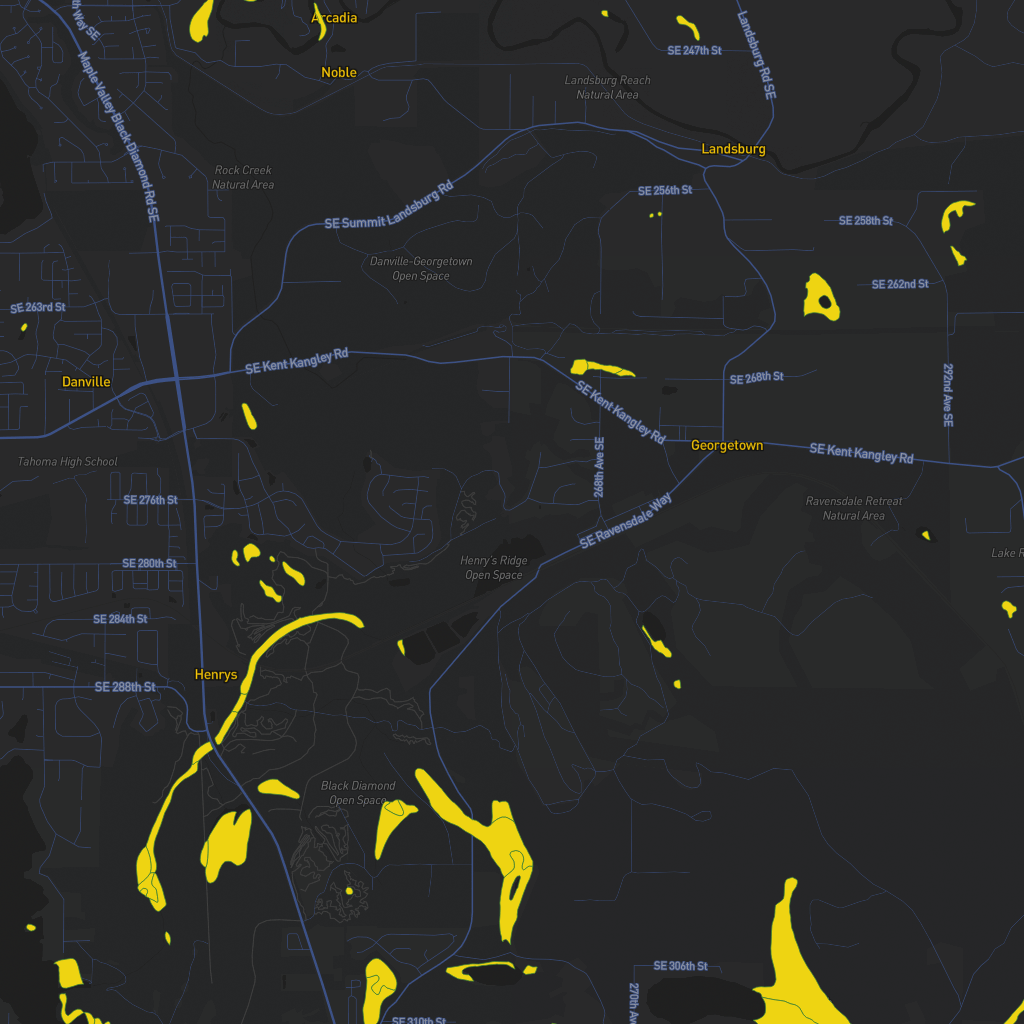 Arcadia
th Way SE
SE 247th St
Landsburg Rd SE
Noble
Landsburg Reach
Natural Area
Maple Valley Black Diamond Rd SE
Landsburg
Rock Creek
Natural Area
SE 256th St
SE Summit Landsburg Rd
SE 258th St
Danville-Georgetown
Open Space
SE 262nd St
SE 263rd St
SE Kent Kangley Rd
Danville
SE 268th St
292nd Ave SE
SE Kent Kangley Rd
Georgetown
SE Kent Kangley Rd
Tahoma High School
268th Ave SE
SE 276th St
SE Ravensdale Way
Ravensdale Retreat
Natural Area
SE 280th St
Henry's Ridge
Open Space
Lake R
SE 284th St
Henrys
SE 288th St
Black Diamond
Open Space
SE 306th St
270th Ave
SE 310th St